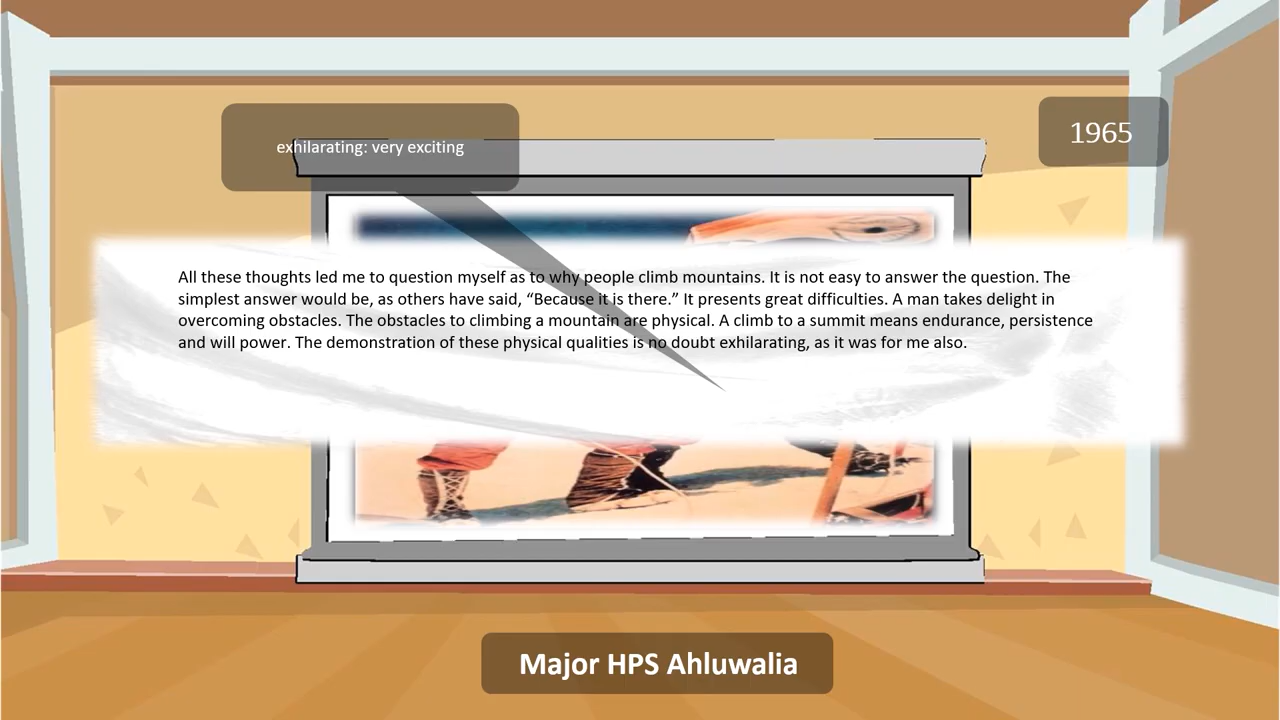 exhilarating: very exciting
1965
All these thoughts led me to question myself as to why people climb mountains. It is not easy to answer the question. The
simplest answer would be, as others have said, “Because it is there.” It presents great difficulties. A man takes delight in
overcoming obstacles. The obstacles to climbing a mountain are physical. A climb to a summit means endurance, persistence
and will power. The demonstration of these physical qualities is no doubt exhilarating, as it was for me also.
Major HPS Ahluwalia